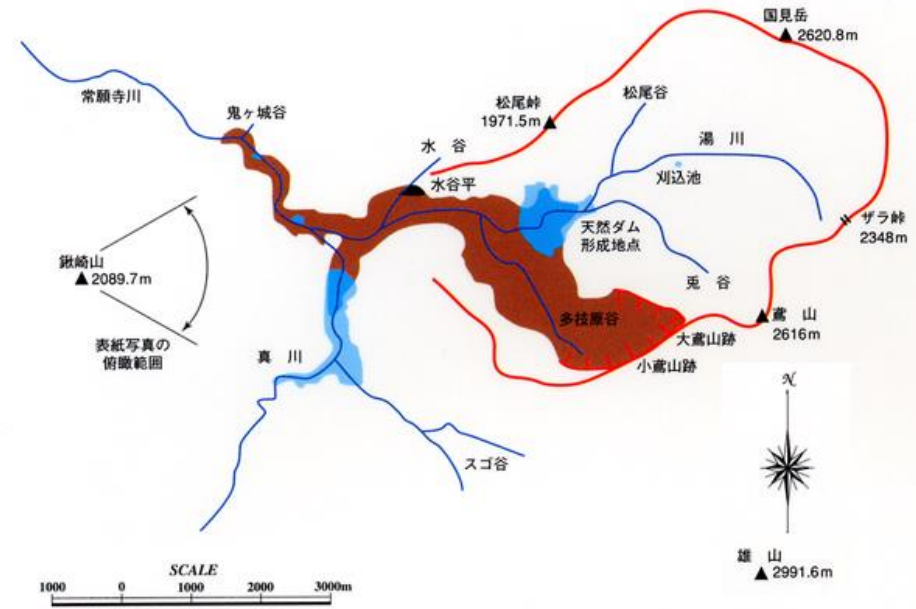 国見岳
▲ 2620.8m
常願寺川
鬼ヶ城谷
松尾峠
1971.5m ▲
松尾谷
湯 川
水 谷
水谷平
刈込池
天然ダム
形成地点
ザラ峠
2348m
鍬崎山
▲ 2089.7m
兎 谷
鳶 山
2616m
多枝原谷
大鳶山跡
小鳶山跡
表紙写真の
俯瞰範囲
真 川
N
スゴ谷
雄 山
▲ 2991.6m
SCALE
1000 0 1000 2000 3000m